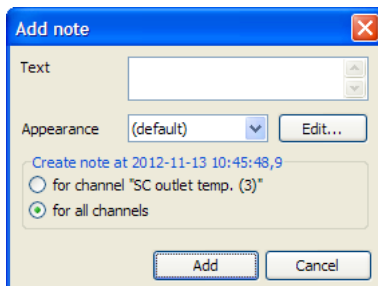 Add note
Text
Appearance (default) Edit...
Create note at 2012-11-13 10:45:48,9
for channel "SC outlet temp. (3)"
for all channels
Add Cancel